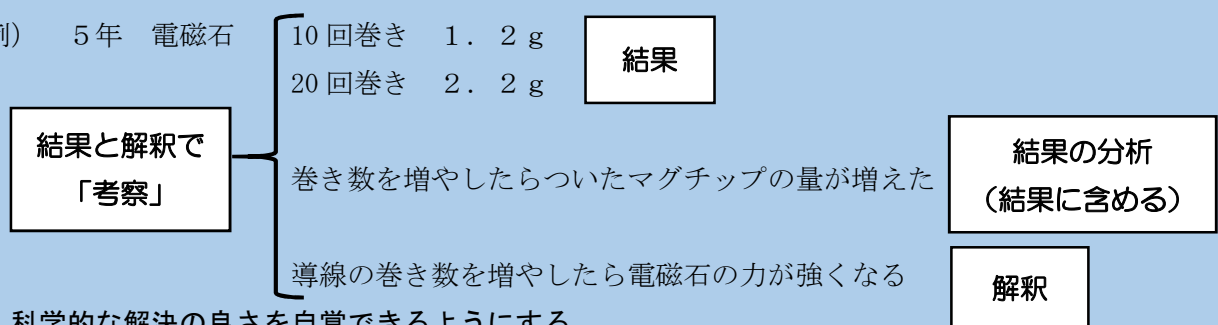 例） ５年 電磁石
10 回巻き １．２ｇ
20 回巻き ２．２ｇ
結果
結果と解釈で
「考察」
巻き数を増やしたらついたマグチップの量が増えた
結果の分析
（結果に含める）
導線の巻き数を増やしたら電磁石の力が強くなる
解釈
科学的な解決の良さを自覚できるようにする